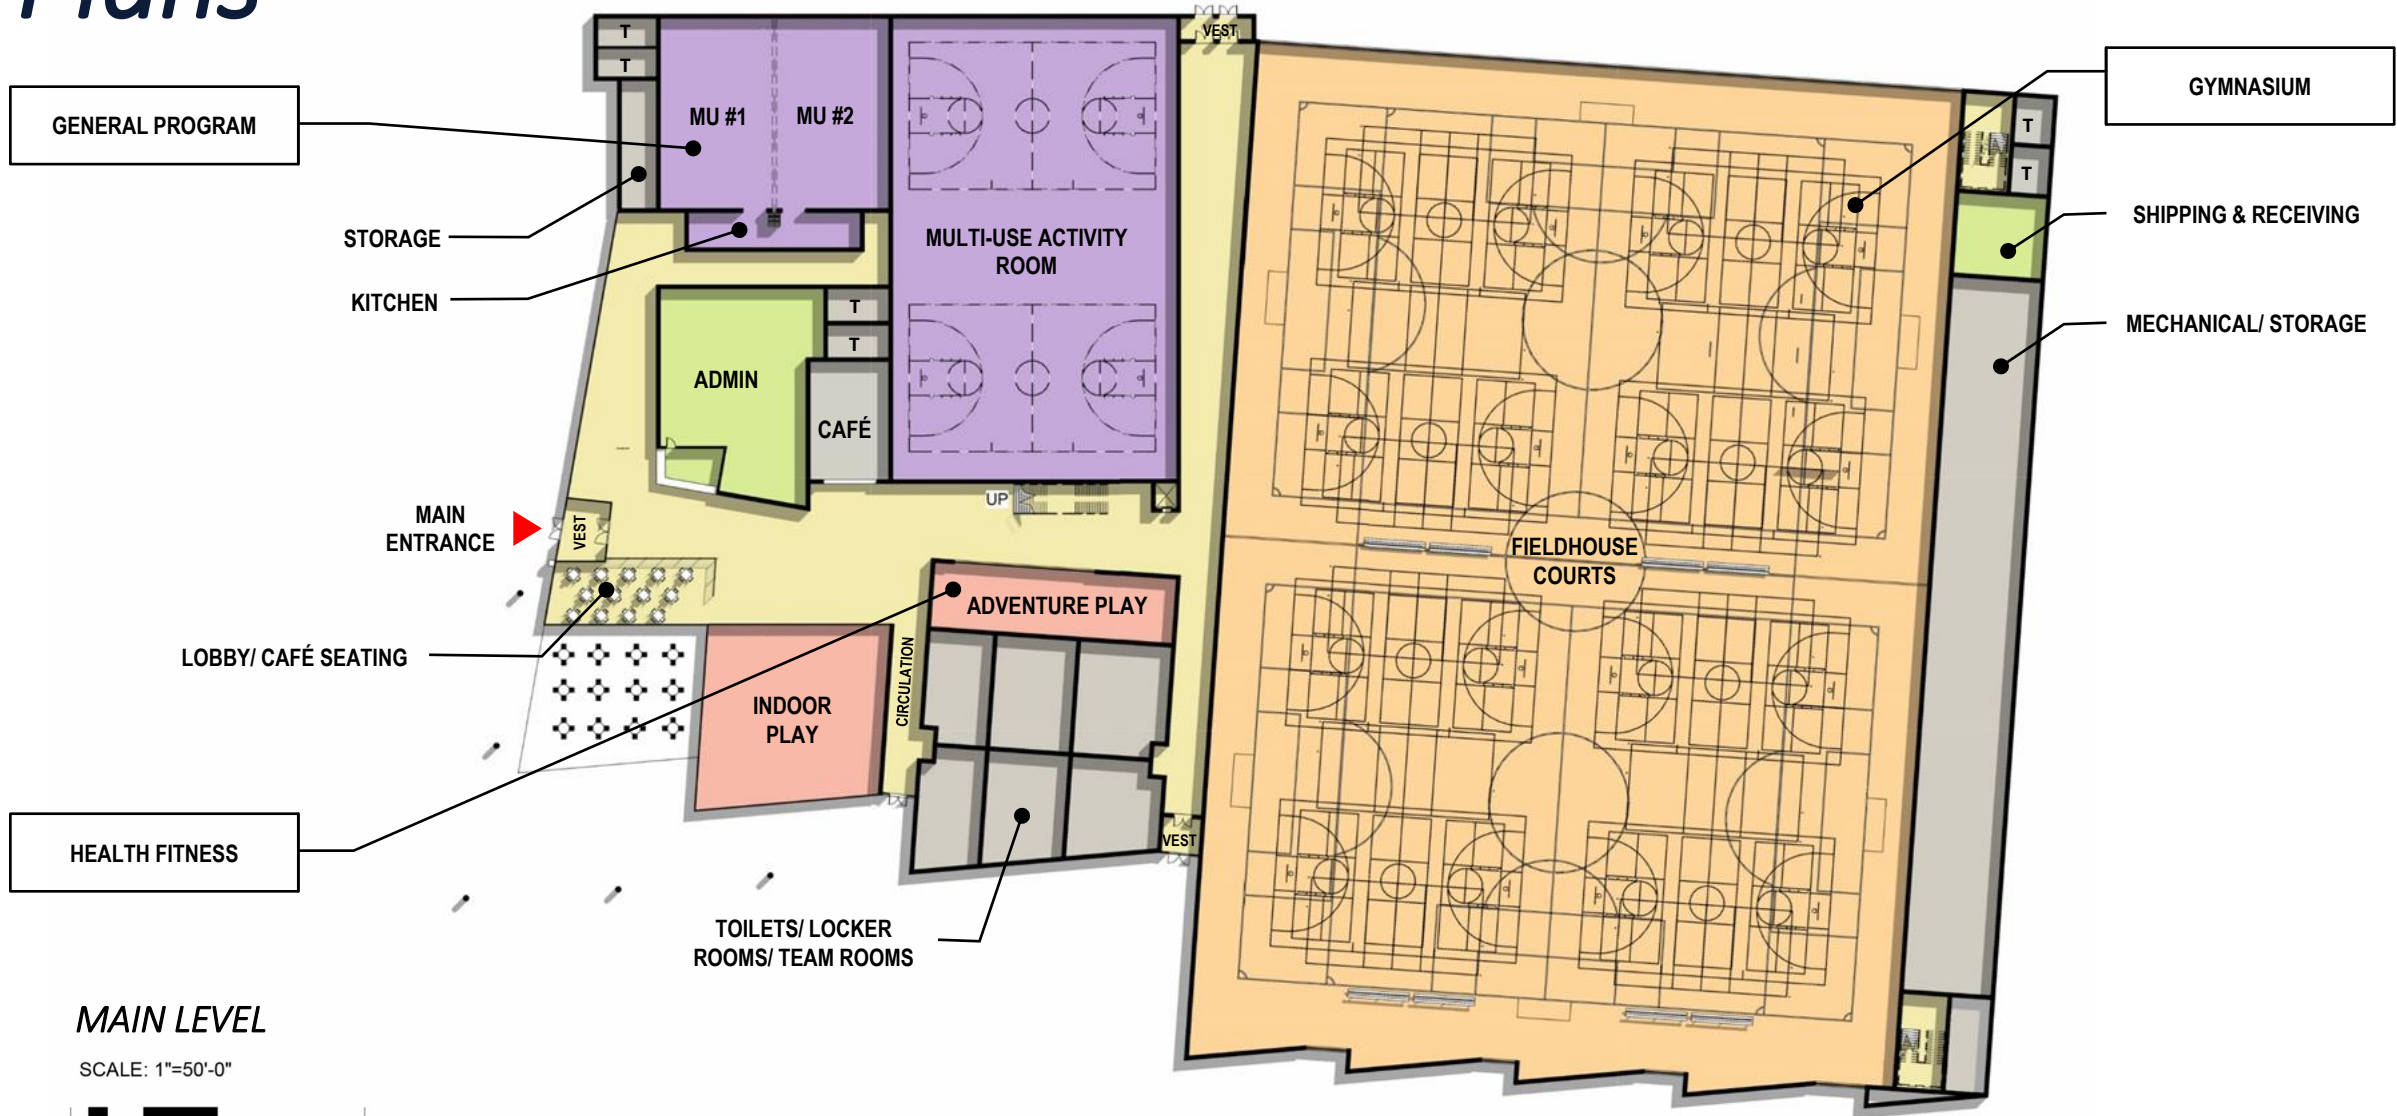 Plans
T
T
VEST
GENERAL PROGRAM
MU #1
MU #2
GYMNASIUM
T
T
STORAGE
KITCHEN
MULTI-USE ACTIVITY
ROOM
SHIPPING & RECEIVING
MECHANICAL/ STORAGE
T
T
ADMIN
CAFÉ
UP
MAIN
ENTRANCE
VEST
FIELDHOUSE
COURTS
ADVENTURE PLAY
LOBBY/ CAFÉ SEATING
CIRCULATION
INDOOR
PLAY
HEALTH FITNESS
VEST
TOILETS/ LOCKER
ROOMS/ TEAM ROOMS
MAIN LEVEL
SCALE: 1"=50'-0"